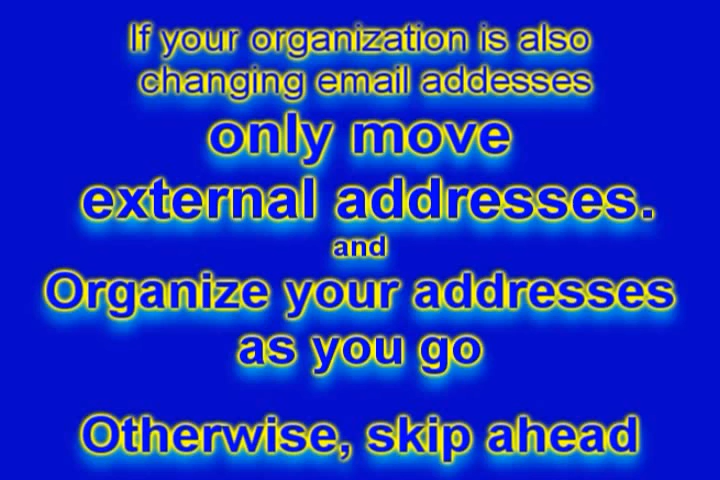 If your organization is also
changing email addesses
only move
external addresses.
and
Organize your addresses
as you go
Otherwise, skip ahead